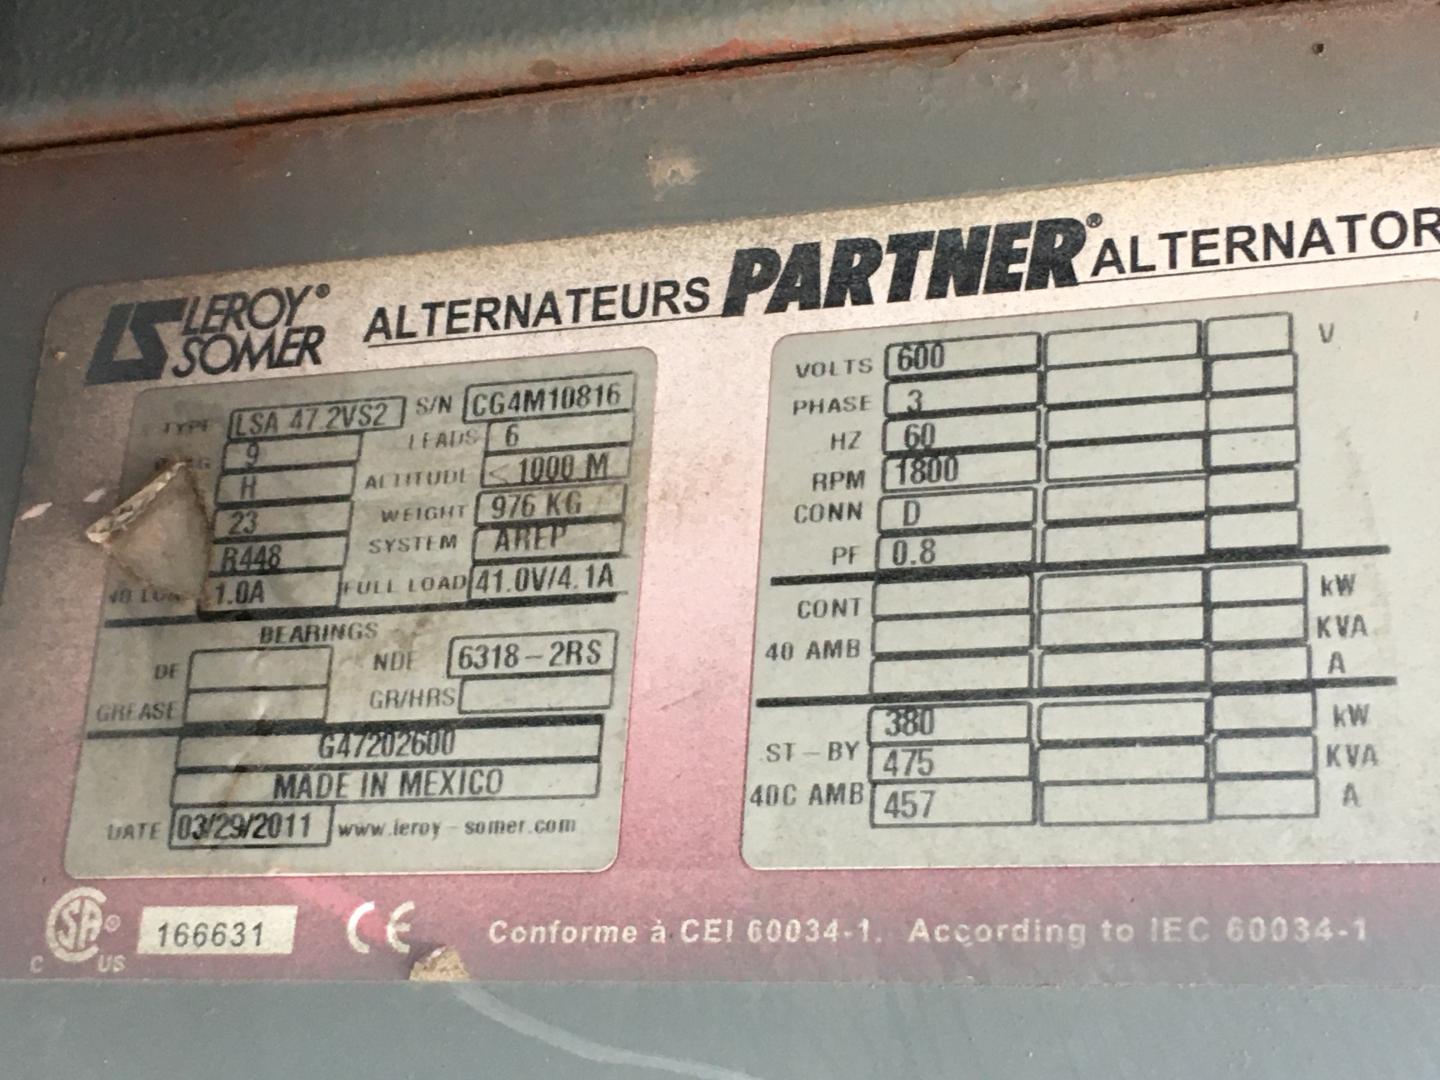 LEROY® SOMER
ALTERNATEURS PARTNER® ALTERNATOR
TYPE LSA 47.2VS2 S/N CG4M10816
9 LEADS 6
H ALTITUDE < 1000 M
23 WEIGHT 976 KG
R448 SYSTEM AREP
1.0A FULL LOAD 41.0V/4.1A
BEARINGS
DE NDE 6318-2RS
GREASE GR/HRS
G47202600
MADE IN MEXICO
DATE 03/29/2011 www.leroy-somer.com
VOLTS 600 V
PHASE 3
HZ 60
RPM 1800
CONN D
PF 0.8
CONT kW
40 AMB KVA
A
380 kW
ST-BY 475 KVA
40C AMB 457 A
C SA® US 166631 CE Conforme à CEI 60034-1. According to IEC 60034-1